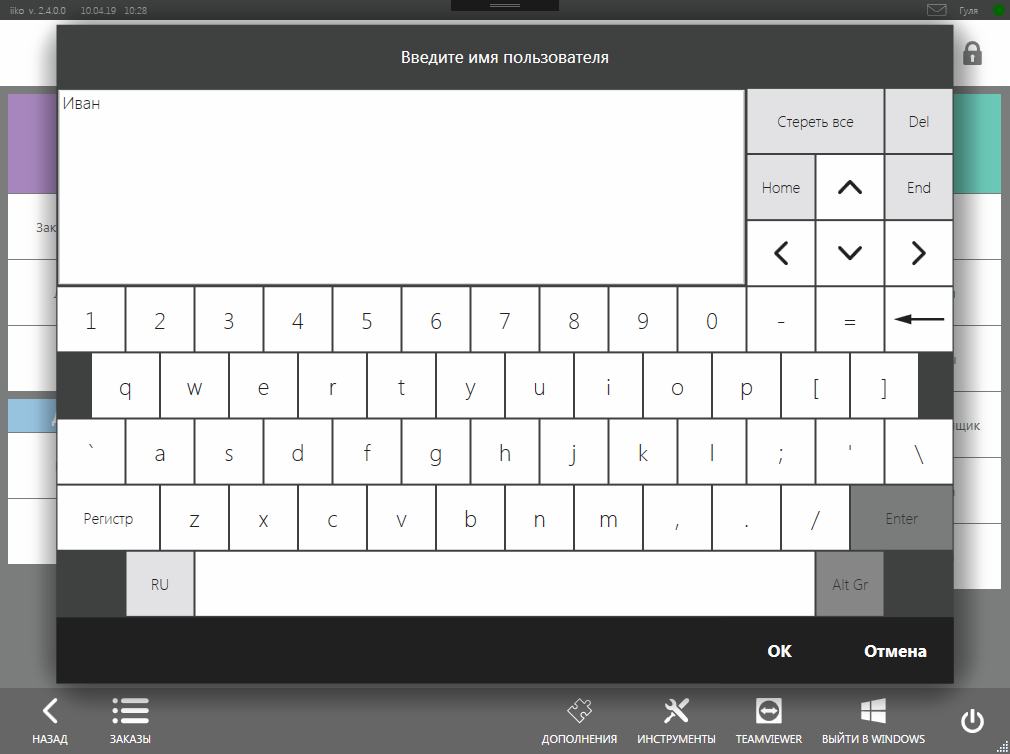 iiko v. 2.4.0.0 10.04.19 10:28 Гуля
Введите имя пользователя
Иван
Стереть все Del
Home End
Зак
щик
1 2 3 4 5 6 7 8 9 0 - =
q w e r t y u i o p [ ]
` a s d f g h j k l ; ' \
Регистр z x c v b n m , . / Enter
RU Alt Gr
OK Отмена
НАЗАД ЗАКАЗЫ ДОПОЛНЕНИЯ ИНСТРУМЕНТЫ TEAMVIEWER ВЫЙТИ В WINDOWS